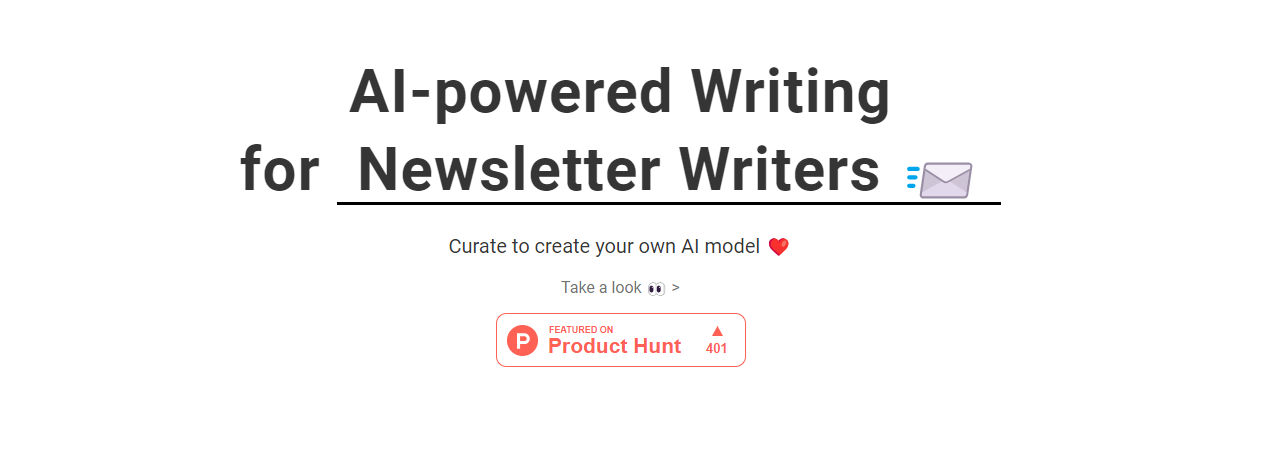 AI-powered Writing
for Newsletter Writers 📨
Curate to create your own AI model ❤️
Take a look 👀 >
P
FEATURED ON
Product Hunt
▲
401